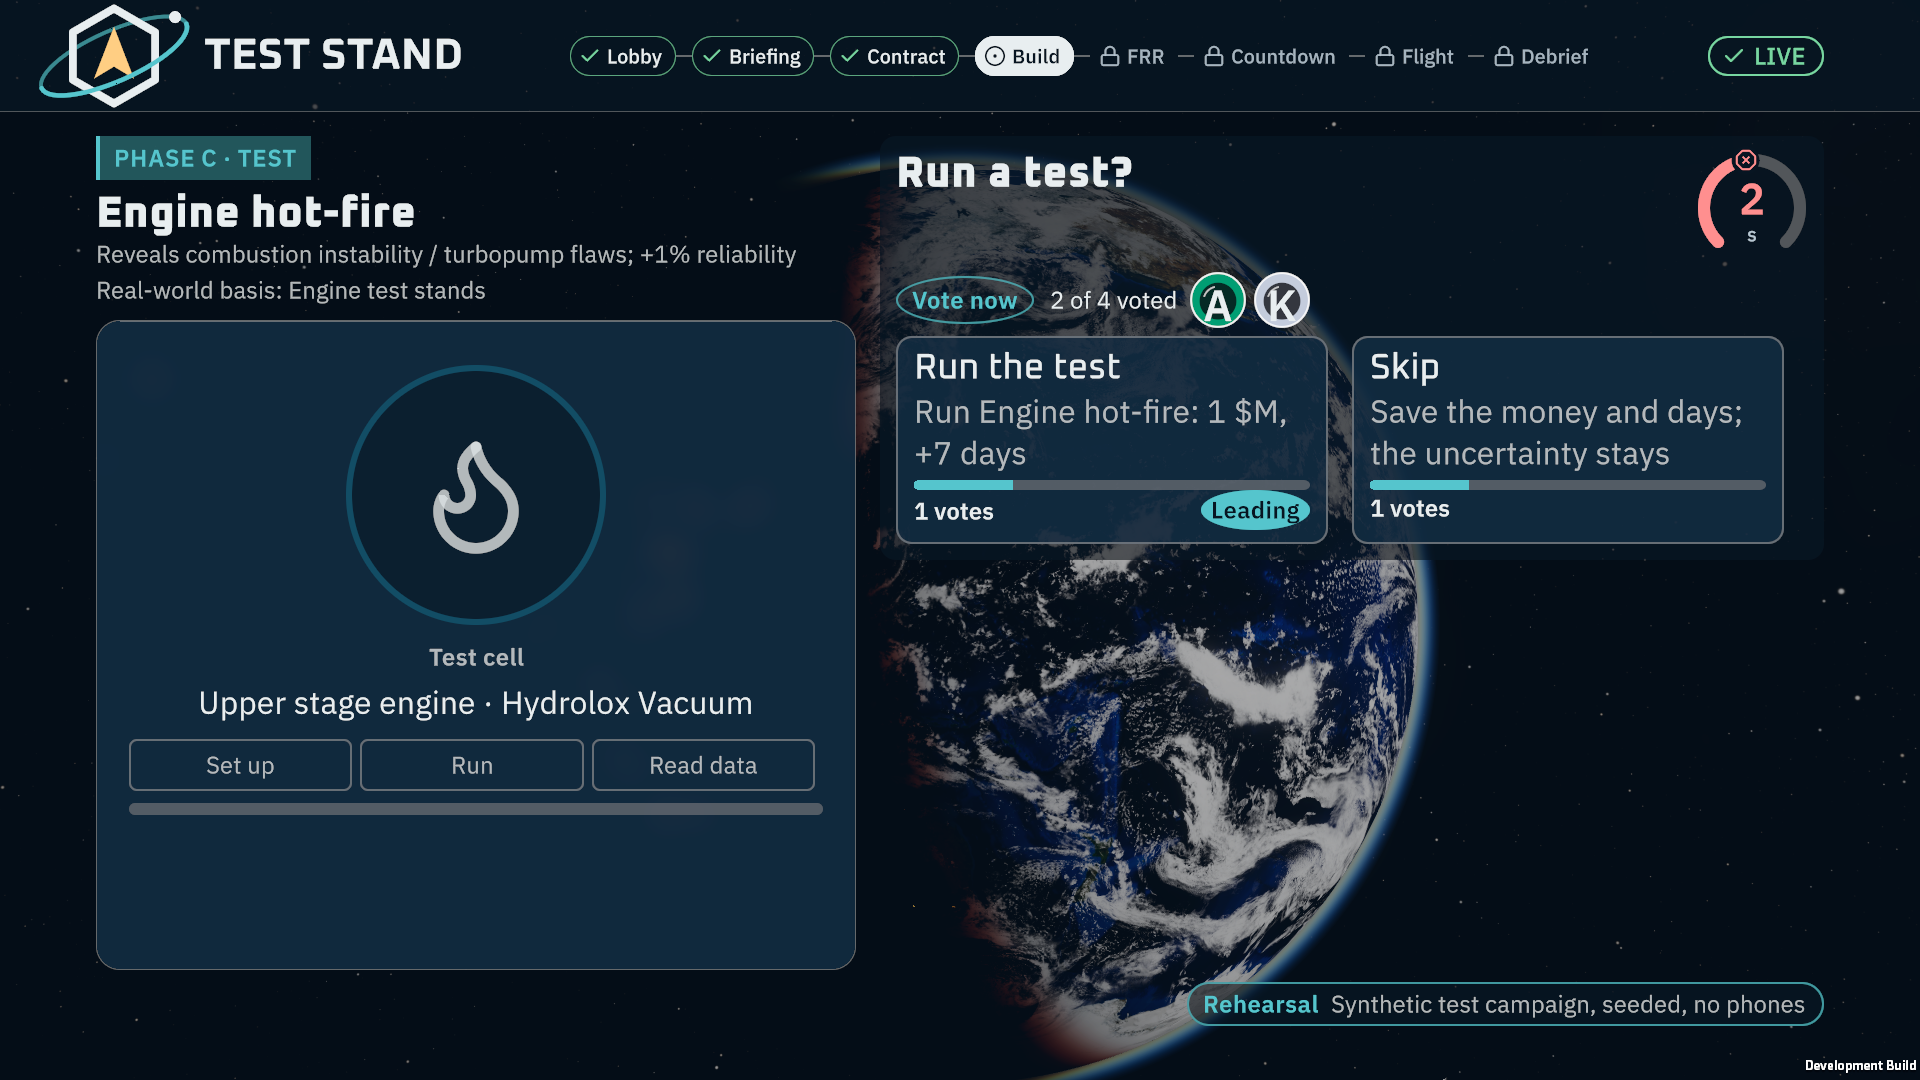 TEST STAND
Lobby
Briefing
Contract
Build
FRR
Countdown
Flight
Debrief
LIVE
PHASE C · TEST
Engine hot-fire
Reveals combustion instability / turbopump flaws; +1% reliability
Real-world basis: Engine test stands
Test cell
Upper stage engine · Hydrolox Vacuum
Set up
Run
Read data
Run a test?
2
s
Vote now
2 of 4 voted
A
K
Run the test
Run Engine hot-fire: 1 $M,
+7 days
1 votes
Leading
Skip
Save the money and days;
the uncertainty stays
1 votes
Rehearsal Synthetic test campaign, seeded, no phones
Development Build